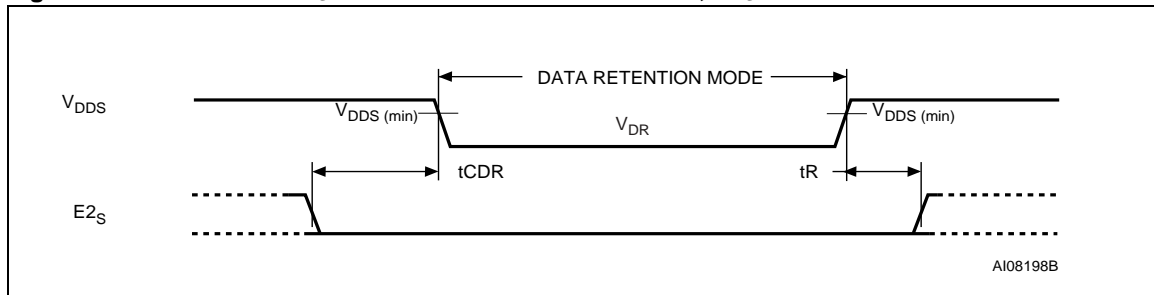 DATA RETENTION MODE
VDDS
VDDS (min)
VDR
VDDS (min)
tCDR
tR
E2S
AI08198B